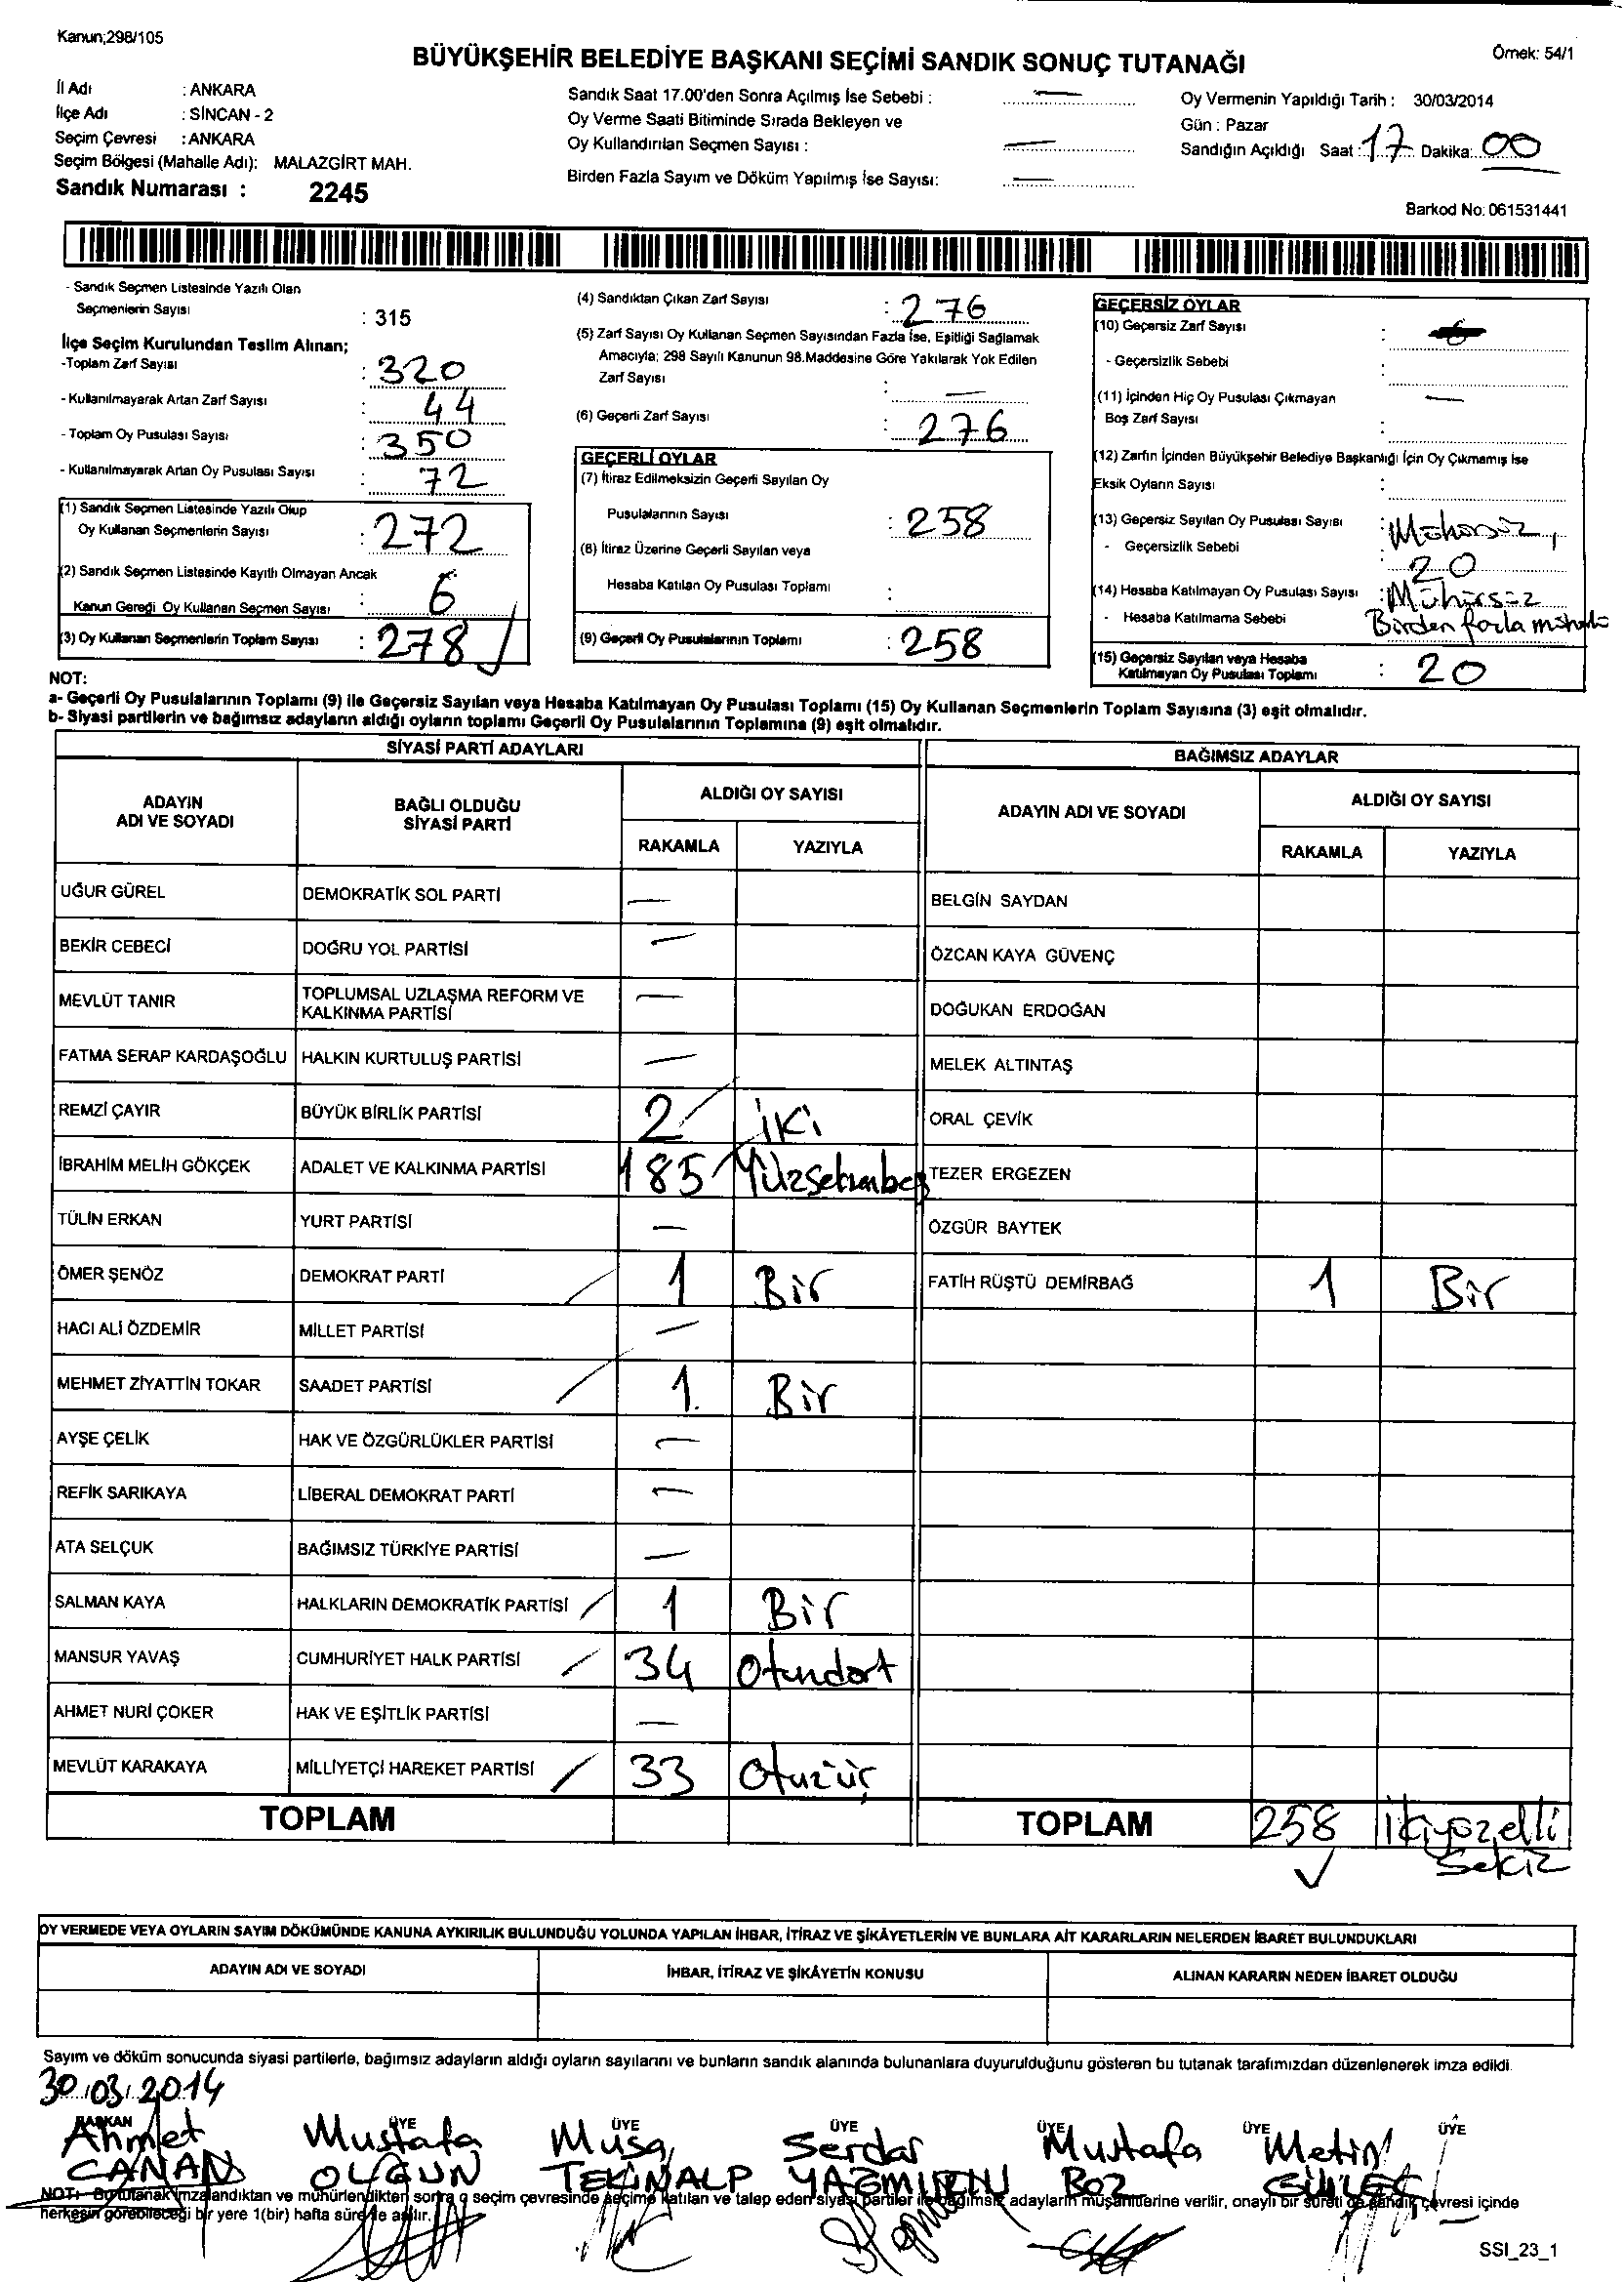 Kanun;298/105
BÜYÜKŞEHİR BELEDİYE BAŞKANI SEÇİMİ SANDIK SONUÇ TUTANAĞI
Örnek: 54/1
İl Adı : ANKARA
İlçe Adı : SİNCAN - 2
Seçim Çevresi : ANKARA
Seçim Bölgesi (Mahalle Adı): MALAZGİRT MAH.
Sandık Numarası : 2245
Sandık Saat 17.00'den Sonra Açılmış İse Sebebi : —
Oy Verme Saati Bitiminde Sırada Bekleyen ve
Oy Kullandırılan Seçmen Sayısı : —
Birden Fazla Sayım ve Döküm Yapılmış İse Sayısı: —
Oy Vermenin Yapıldığı Tarih : 30/03/2014
Gün : Pazar
Sandığın Açıldığı Saat : 17 Dakika: 00
Barkod No: 061531441
- Sandık Seçmen Listesinde Yazılı Olan
Seçmenlerin Sayısı : 315
İlçe Seçim Kurulundan Teslim Alınan;
-Toplam Zarf Sayısı : 320
- Kullanılmayarak Artan Zarf Sayısı : 44
- Toplam Oy Pusulası Sayısı : 350
- Kullanılmayarak Artan Oy Pusulası Sayısı : 72
(1) Sandık Seçmen Listesinde Yazılı Olup
Oy Kullanan Seçmenlerin Sayısı : 272
(2) Sandık Seçmen Listesinde Kayıtlı Olmayan Ancak
Kanun Gereği Oy Kullanan Seçmen Sayısı : 6
(3) Oy Kullanan Seçmenlerin Toplam Sayısı : 278
(4) Sandıktan Çıkan Zarf Sayısı : 276
(5) Zarf Sayısı Oy Kullanan Seçmen Sayısından Fazla İse, Eşitliği Sağlamak
Amacıyla; 298 Sayılı Kanunun 98.Maddesine Göre Yakılarak Yok Edilen
Zarf Sayısı : —
(6) Geçerli Zarf Sayısı : 276
GEÇERLİ OYLAR
(7) İtiraz Edilmeksizin Geçerli Sayılan Oy
Pusulalarının Sayısı : 258
(8) İtiraz Üzerine Geçerli Sayılan veya
Hesaba Katılan Oy Pusulası Toplamı :
(9) Geçerli Oy Pusulalarının Toplamı : 258
GEÇERSİZ OYLAR
(10) Geçersiz Zarf Sayısı :
- Geçersizlik Sebebi :
(11) İçinden Hiç Oy Pusulası Çıkmayan —
Boş Zarf Sayısı :
(12) Zarfın İçinden Büyükşehir Belediye Başkanlığı İçin Oy Çıkmamış İse
Eksik Oyların Sayısı :
(13) Geçersiz Sayılan Oy Pusulası Sayısı :
- Geçersizlik Sebebi : 20
(14) Hesaba Katılmayan Oy Pusulası Sayısı : Mühürsüz
- Hesaba Katılmama Sebebi Birden fazla
(15) Geçersiz Sayılan veya Hesaba
Katılmayan Oy Pusulası Toplamı : 20
NOT:
a- Geçerli Oy Pusulalarının Toplamı (9) ile Geçersiz Sayılan veya Hesaba Katılmayan Oy Pusulası Toplamı (15) Oy Kullanan Seçmenlerin Toplam Sayısına (3) eşit olmalıdır.
b- Siyasi partilerin ve bağımsız adayların aldığı oyların toplamı Geçerli Oy Pusulalarının Toplamına (9) eşit olmalıdır.
SİYASİ PARTİ ADAYLARI
ADAYIN ADI VE SOYADI BAĞLI OLDUĞU SİYASİ PARTİ ALDIĞI OY SAYISI
RAKAMLA YAZIYLA
UĞUR GÜREL DEMOKRATİK SOL PARTİ —
BEKİR CEBECİ DOĞRU YOL PARTİSİ —
MEVLÜT TANIR TOPLUMSAL UZLAŞMA REFORM VE KALKINMA PARTİSİ —
FATMA SERAP KARDAŞOĞLU HALKIN KURTULUŞ PARTİSİ —
REMZİ ÇAYIR BÜYÜK BİRLİK PARTİSİ 2 İki
İBRAHİM MELİH GÖKÇEK ADALET VE KALKINMA PARTİSİ 185 Yüzseksenbeş
TÜLİN ERKAN YURT PARTİSİ —
ÖMER ŞENÖZ DEMOKRAT PARTİ 1 Bir
HACI ALİ ÖZDEMİR MİLLET PARTİSİ —
MEHMET ZİYATTİN TOKAR SAADET PARTİSİ 1 Bir
AYŞE ÇELİK HAK VE ÖZGÜRLÜKLER PARTİSİ —
REFİK SARIKAYA LİBERAL DEMOKRAT PARTİ —
ATA SELÇUK BAĞIMSIZ TÜRKİYE PARTİSİ —
SALMAN KAYA HALKLARIN DEMOKRATİK PARTİSİ 1 Bir
MANSUR YAVAŞ CUMHURİYET HALK PARTİSİ 34 Otundört
AHMET NURİ ÇOKER HAK VE EŞİTLİK PARTİSİ —
MEVLÜT KARAKAYA MİLLİYETÇİ HAREKET PARTİSİ 33 Otuzüç
TOPLAM
BAĞIMSIZ ADAYLAR
ADAYIN ADI VE SOYADI ALDIĞI OY SAYISI
RAKAMLA YAZIYLA
BELGİN SAYDAN
ÖZCAN KAYA GÜVENÇ
DOĞUKAN ERDOĞAN
MELEK ALTINTAŞ
ORAL ÇEVİK
TEZER ERGEZEN
ÖZGÜR BAYTEK
FATİH RÜŞTÜ DEMİRBAĞ 1 Bir
TOPLAM 258 İkiyüzelli
Sekiz
OY VERMEDE VEYA OYLARIN SAYIM DÖKÜMÜNDE KANUNA AYKIRILIK BULUNDUĞU YOLUNDA YAPILAN İHBAR, İTİRAZ VE ŞİKÂYETLERİN VE BUNLARA AİT KARARLARIN NELERDEN İBARET BULUNDUKLARI
ADAYIN ADI VE SOYADI İHBAR, İTİRAZ VE ŞİKÂYETİN KONUSU ALINAN KARARIN NEDEN İBARET OLDUĞU
Sayım ve döküm sonucunda siyasi partilerle, bağımsız adayların aldığı oyların sayılarını ve bunların sandık alanında bulunanlara duyurulduğunu gösteren bu tutanak tarafımızdan düzenlenerek imza edildi.
30/03/2014
BAŞKAN ÜYE ÜYE ÜYE ÜYE ÜYE ÜYE
Ahmet Mustafa Musa Serdar Mustafa Metin
CANAN OLGUN TEKİNALP BOZ
NOT:- Bu tutanak imzalandıktan ve mühürlendikten sonra o seçim çevresinde seçime katılan ve talep eden siyasi partiler ile bağımsız adayların müşahitlerine verilir, onaylı bir sureti de sandık çevresi içinde
herkesin görebileceği bir yere 1(bir) hafta süre ile asılır.
SSI_23_1